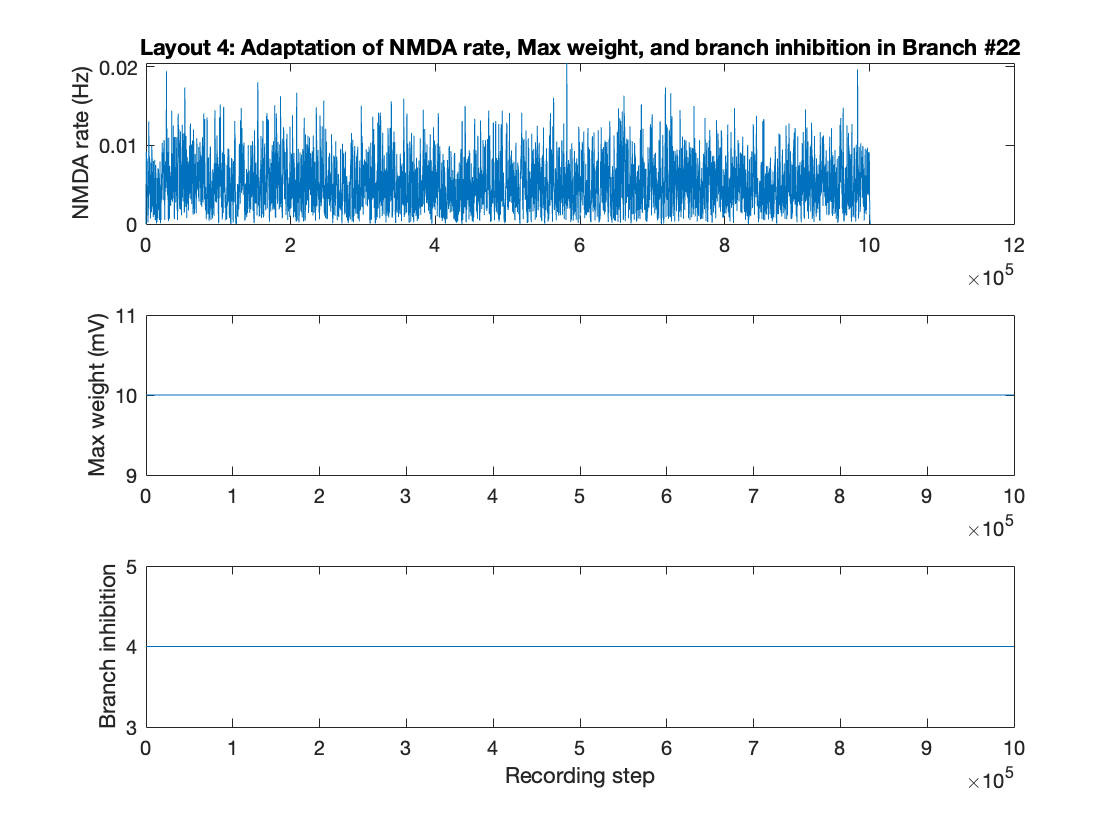 Layout 4: Adaptation of NMDA rate, Max weight, and branch inhibition in Branch #22
NMDA rate (Hz)
0.02
0.01
0
0 2 4 6 8 10 12
×10^5
Max weight (mV)
11
10
9
0 1 2 3 4 5 6 7 8 9 10
×10^5
Branch inhibition
5
4
3
0 1 2 3 4 5 6 7 8 9 10
Recording step
×10^5